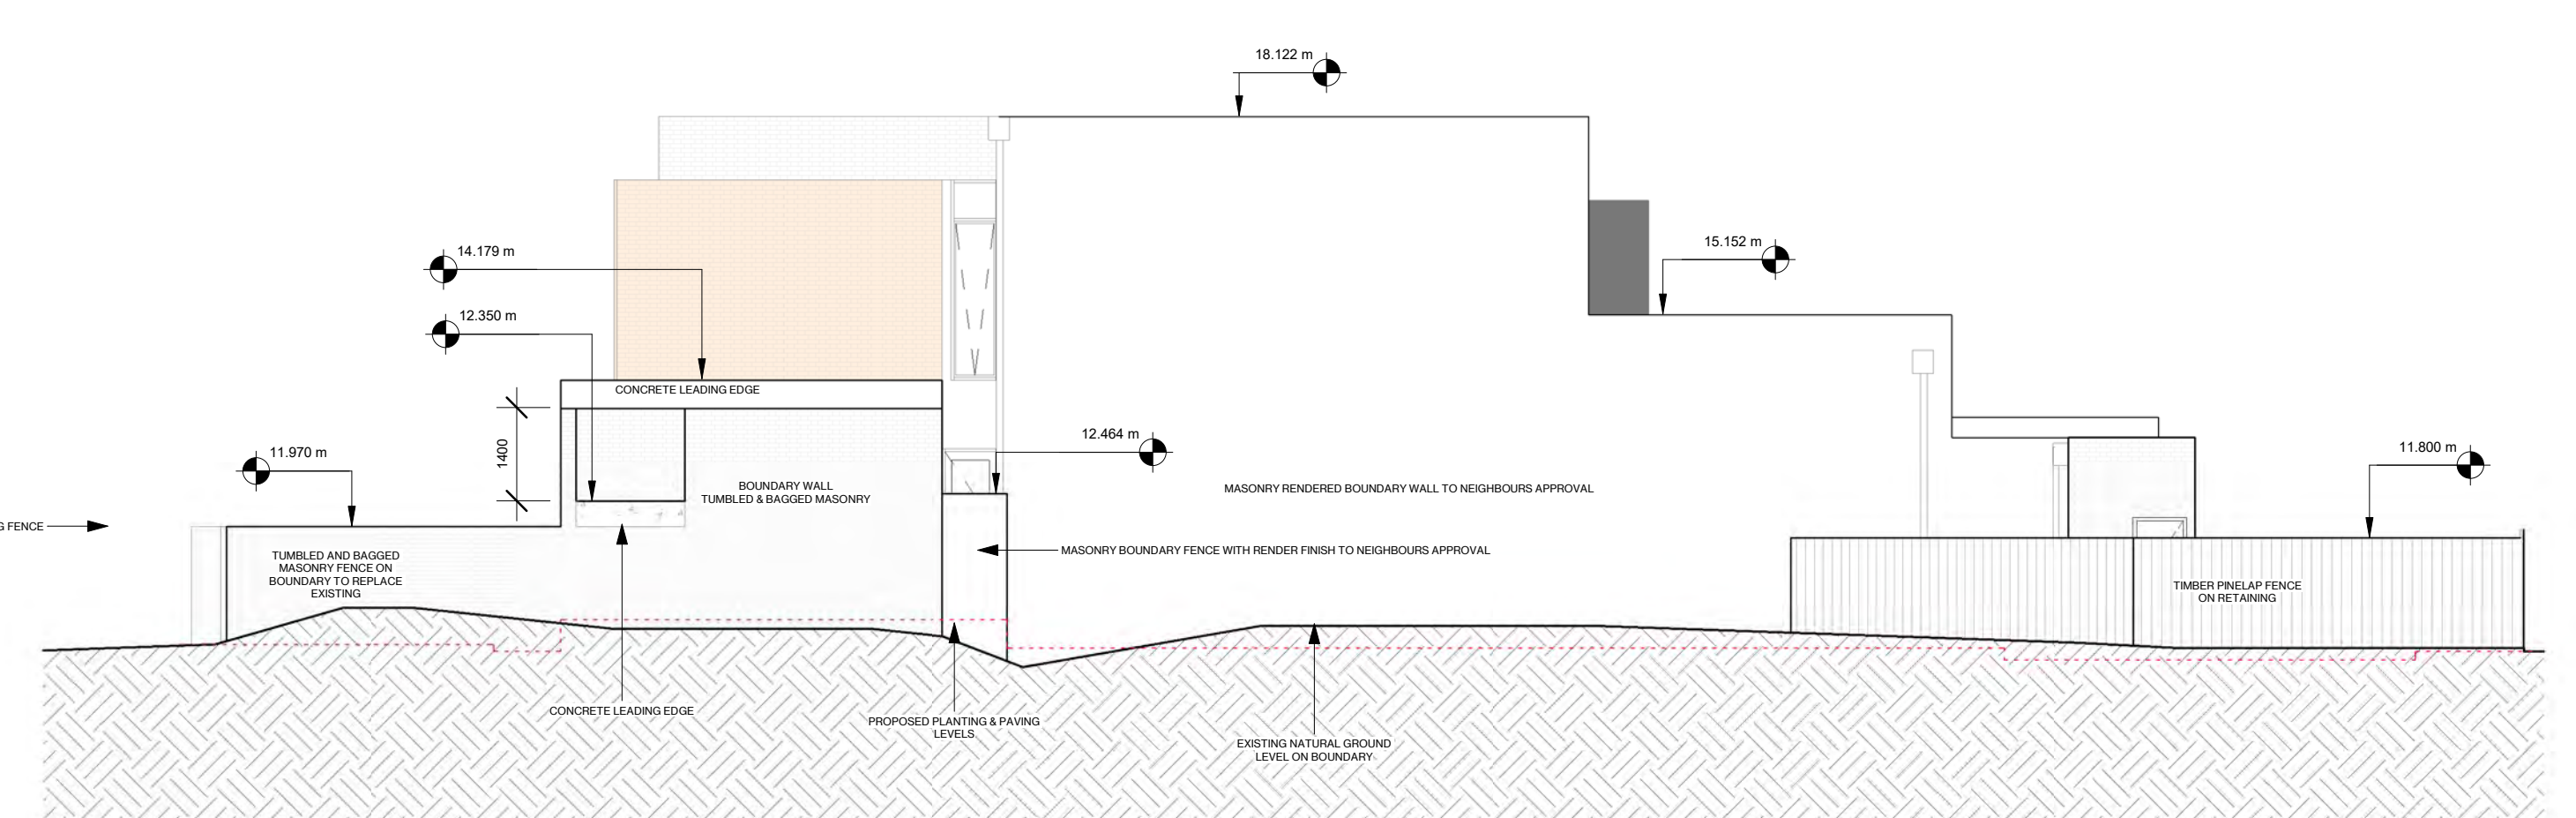 18.122 m
14.179 m
15.152 m
12.350 m
CONCRETE LEADING EDGE
1400
11.970 m
12.464 m
11.800 m
BOUNDARY WALL
TUMBLED & BAGGED MASONRY
MASONRY RENDERED BOUNDARY WALL TO NEIGHBOURS APPROVAL
G FENCE
TUMBLED AND BAGGED
MASONRY FENCE ON
BOUNDARY TO REPLACE
EXISTING
MASONRY BOUNDARY FENCE WITH RENDER FINISH TO NEIGHBOURS APPROVAL
TIMBER PINELAP FENCE
ON RETAINING
CONCRETE LEADING EDGE
PROPOSED PLANTING & PAVING
LEVELS
EXISTING NATURAL GROUND
LEVEL ON BOUNDARY